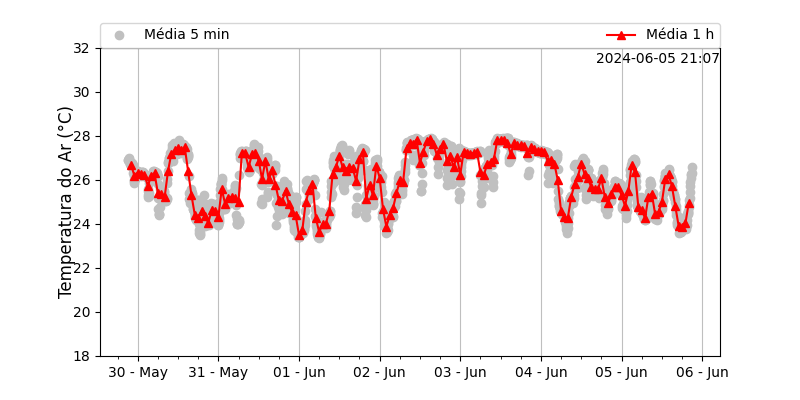 Média 5 min
Média 1 h
2024-06-05 21:07
Temperatura do Ar (°C)
32
30
28
26
24
22
20
18
30 - May
31 - May
01 - Jun
02 - Jun
03 - Jun
04 - Jun
05 - Jun
06 - Jun